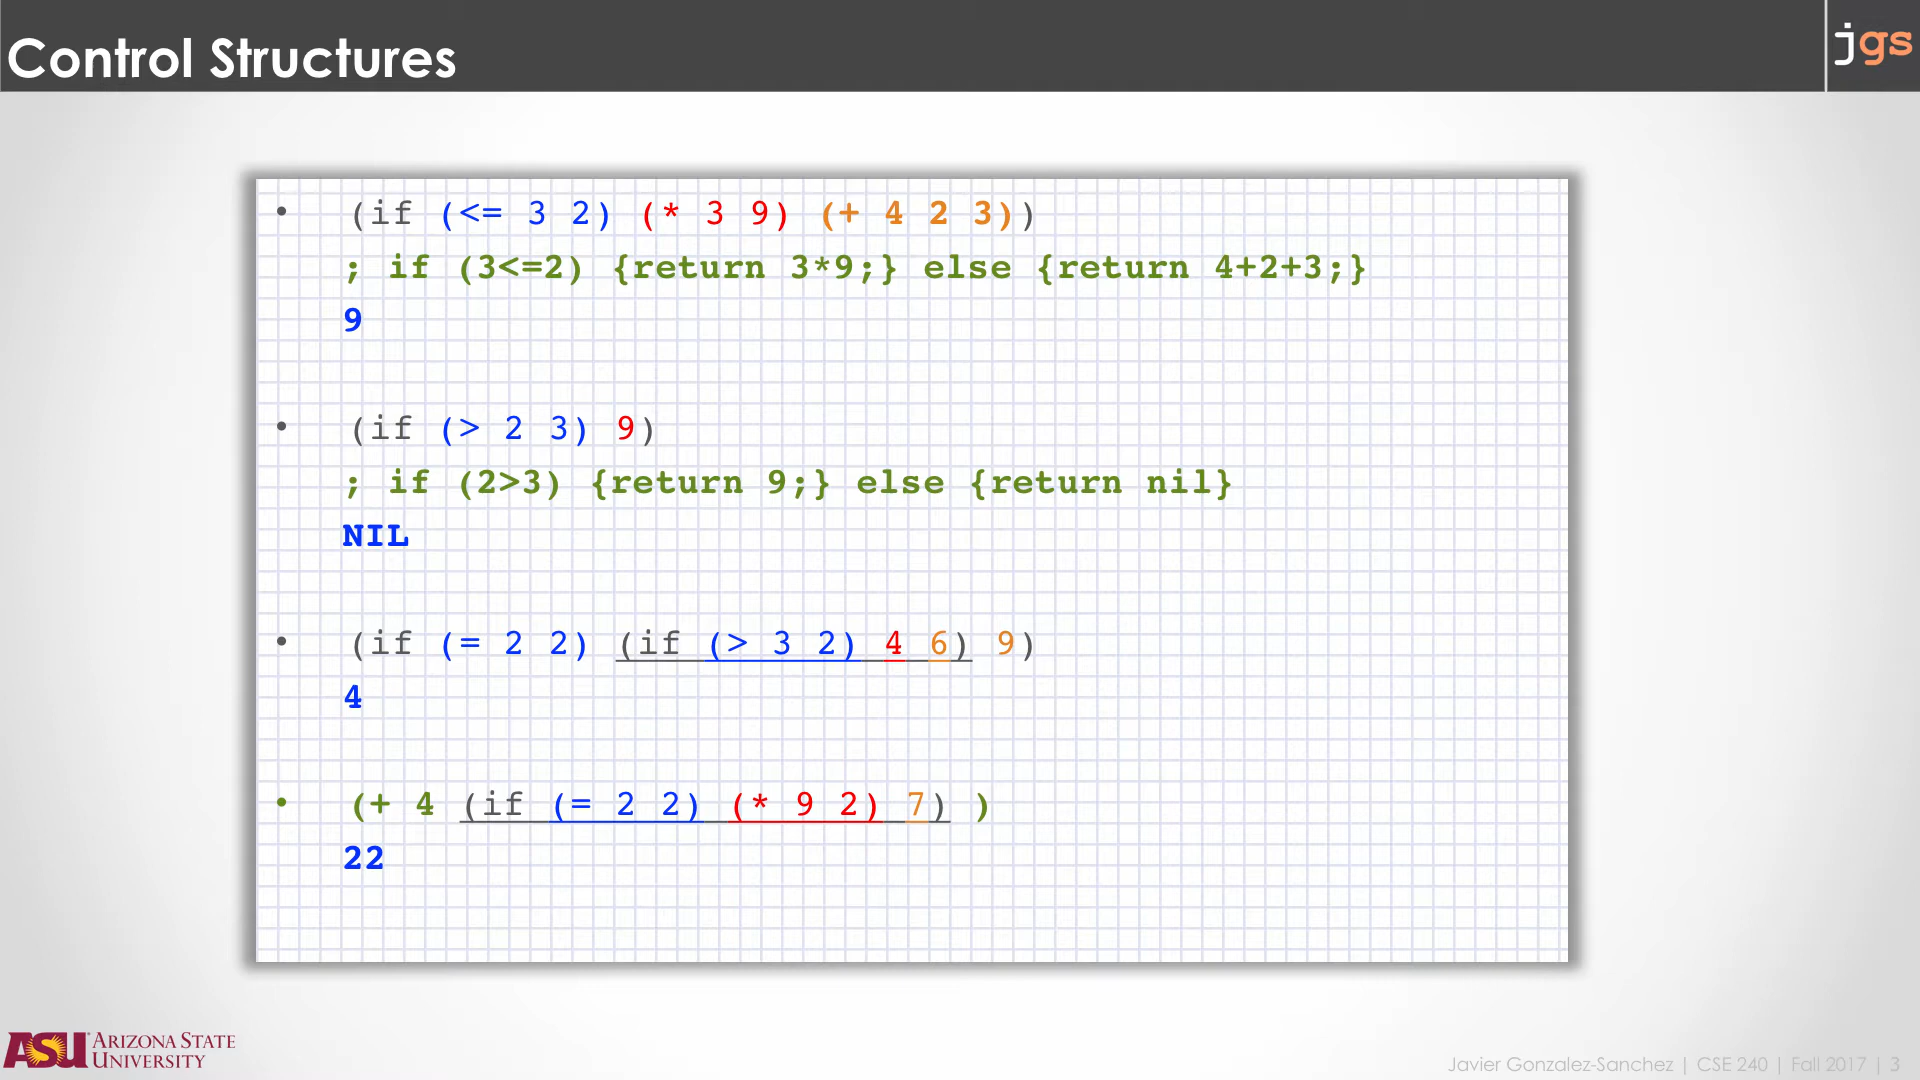 Control Structures
jgs
• (if (<= 3 2) (* 3 9) (+ 4 2 3))
; if (3<=2) {return 3*9;} else {return 4+2+3;}
9
• (if (> 2 3) 9)
; if (2>3) {return 9;} else {return nil}
NIL
• (if (= 2 2) (if (> 3 2) 4 6) 9)
4
• (+ 4 (if (= 2 2) (* 9 2) 7) )
22
ASU ARIZONA STATE
UNIVERSITY
Javier Gonzalez-Sanchez | CSE 240 | Fall 2017 | 3